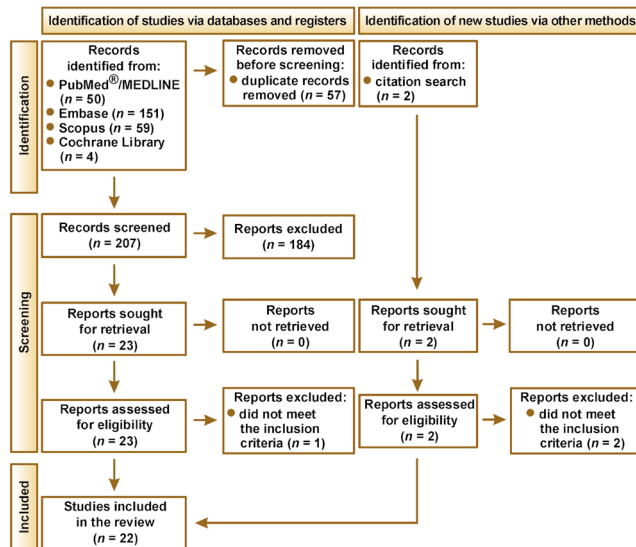 Identification of studies via databases and registers
Identification of new studies via other methods
Identification
Records
identified from:
PubMed®/MEDLINE
(n = 50)
Embase (n = 151)
Scopus (n = 59)
Cochrane Library
(n = 4)
Records removed
before screening:
duplicate records
removed (n = 57)
Records
identified from:
citation search
(n = 2)
Screening
Records screened
(n = 207)
Reports excluded
(n = 184)
Reports sought
for retrieval
(n = 23)
Reports
not retrieved
(n = 0)
Reports sought
for retrieval
(n = 2)
Reports
not retrieved
(n = 0)
Reports assessed
for eligibility
(n = 23)
Reports excluded:
did not meet
the inclusion
criteria (n = 1)
Reports assessed
for eligibility
(n = 2)
Reports excluded:
did not meet
the inclusion
criteria (n = 2)
Included
Studies included
in the review
(n = 22)